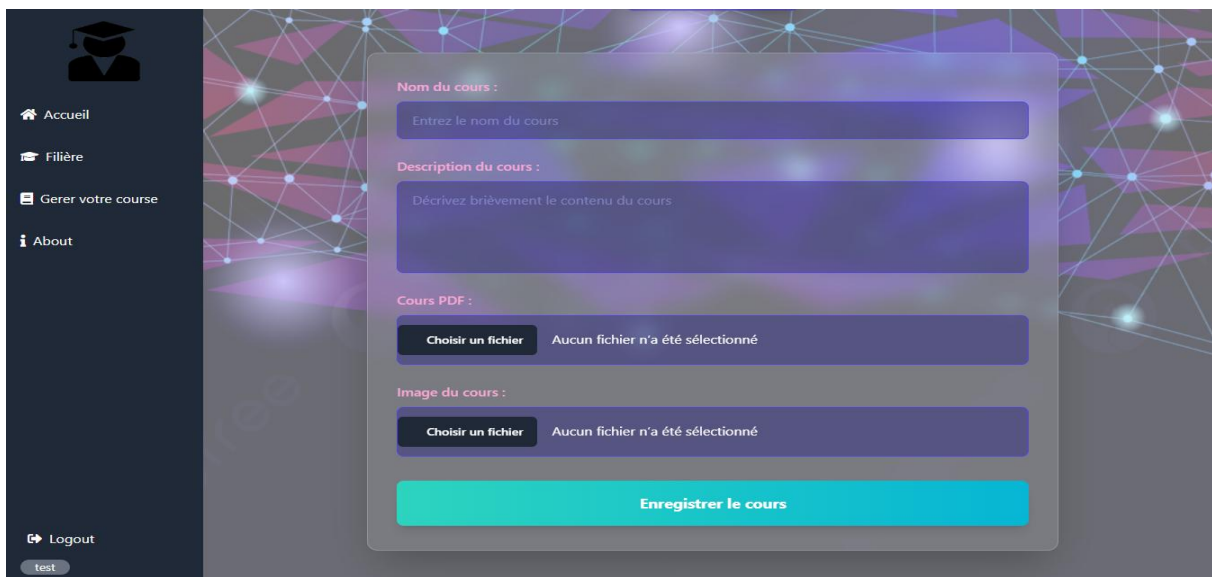 Accueil
Filière
Gerer votre course
About
Logout
test
Nom du cours :
Entrez le nom du cours
Description du cours :
Décrivez brièvement le contenu du cours
Cours PDF :
Choisir un fichier Aucun fichier n'a été sélectionné
Image du cours :
Choisir un fichier Aucun fichier n'a été sélectionné
Enregistrer le cours